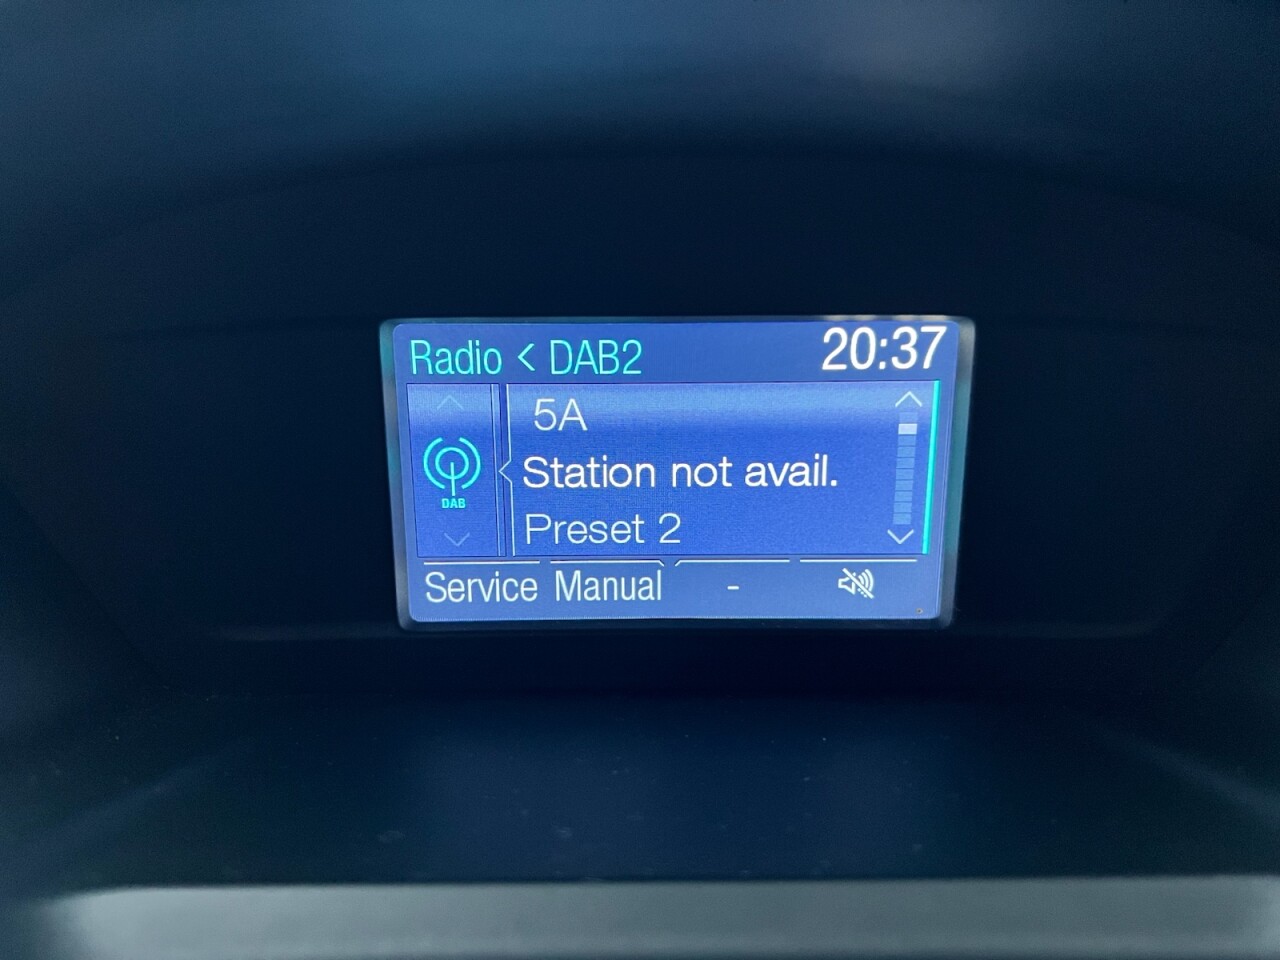 Radio < DAB2 20:37
5A
Station not avail.
DAB
Preset 2
Service Manual -